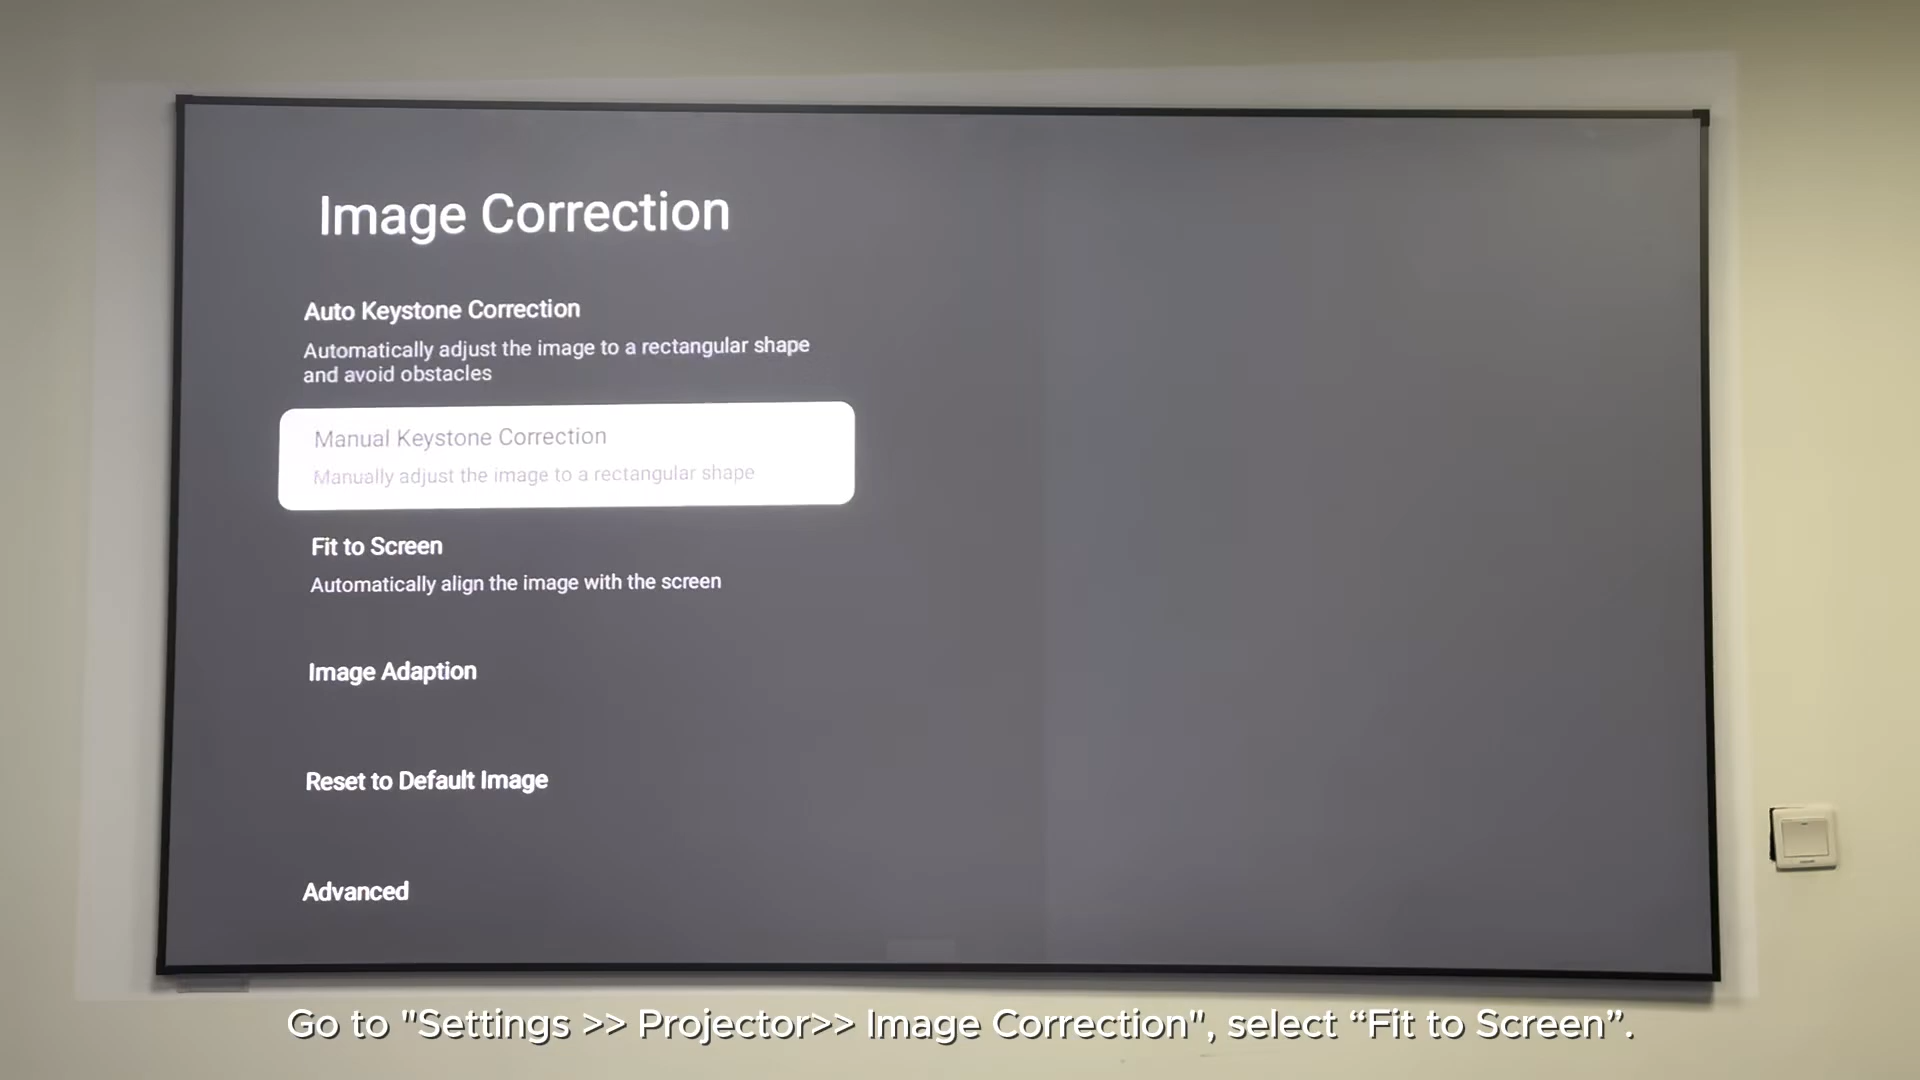 Image Correction
Auto Keystone Correction
Automatically adjust the image to a rectangular shape
and avoid obstacles
Manual Keystone Correction
Manually adjust the image to a rectangular shape
Fit to Screen
Automatically align the image with the screen
Image Adaption
Reset to Default Image
Advanced
Go to "Settings >> Projector>> Image Correction", select “Fit to Screen”.